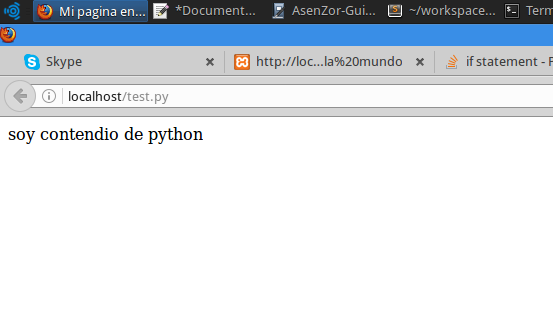 Mi pagina en... *Document... AsenZor-Gui... ~/workspace... Term
Skype http://loc...la%20mundo if statement - F
localhost/test.py
soy contendio de python